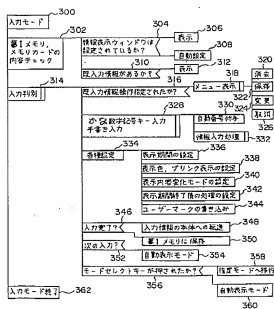 入力モード
300
302
第1メモリ、
メモリカードの
内容チェック
304
情報表示ウィンドウは
設定されているか?
306
表示
308
自動設定
310
既入力情報があるか?
312
表示
314
入力判別
316
既入力情報操作指定されたか?
318
メニュー表示
320
消去
322
保存
324
変更
326
取消
328
かな数字記号キー入力
手書き入力
330
自動番号付与
332
情報入力処理
334
各種設定
336
表示期間の設定
338
表示色、ブリンク表示の設定
340
表示内容変化モードの設定
342
表示期間終了後の処理の設定
344
ユーザーマークの書き込み
346
入力完了?
348
入力情報の本体への転送
350
第1メモリに保存
352
次の入力?
354
自動表示モード
356
モードセレクトキーが押されたか?
358
指定モードへ移行
360
自動表示モード
362
入力モード終了